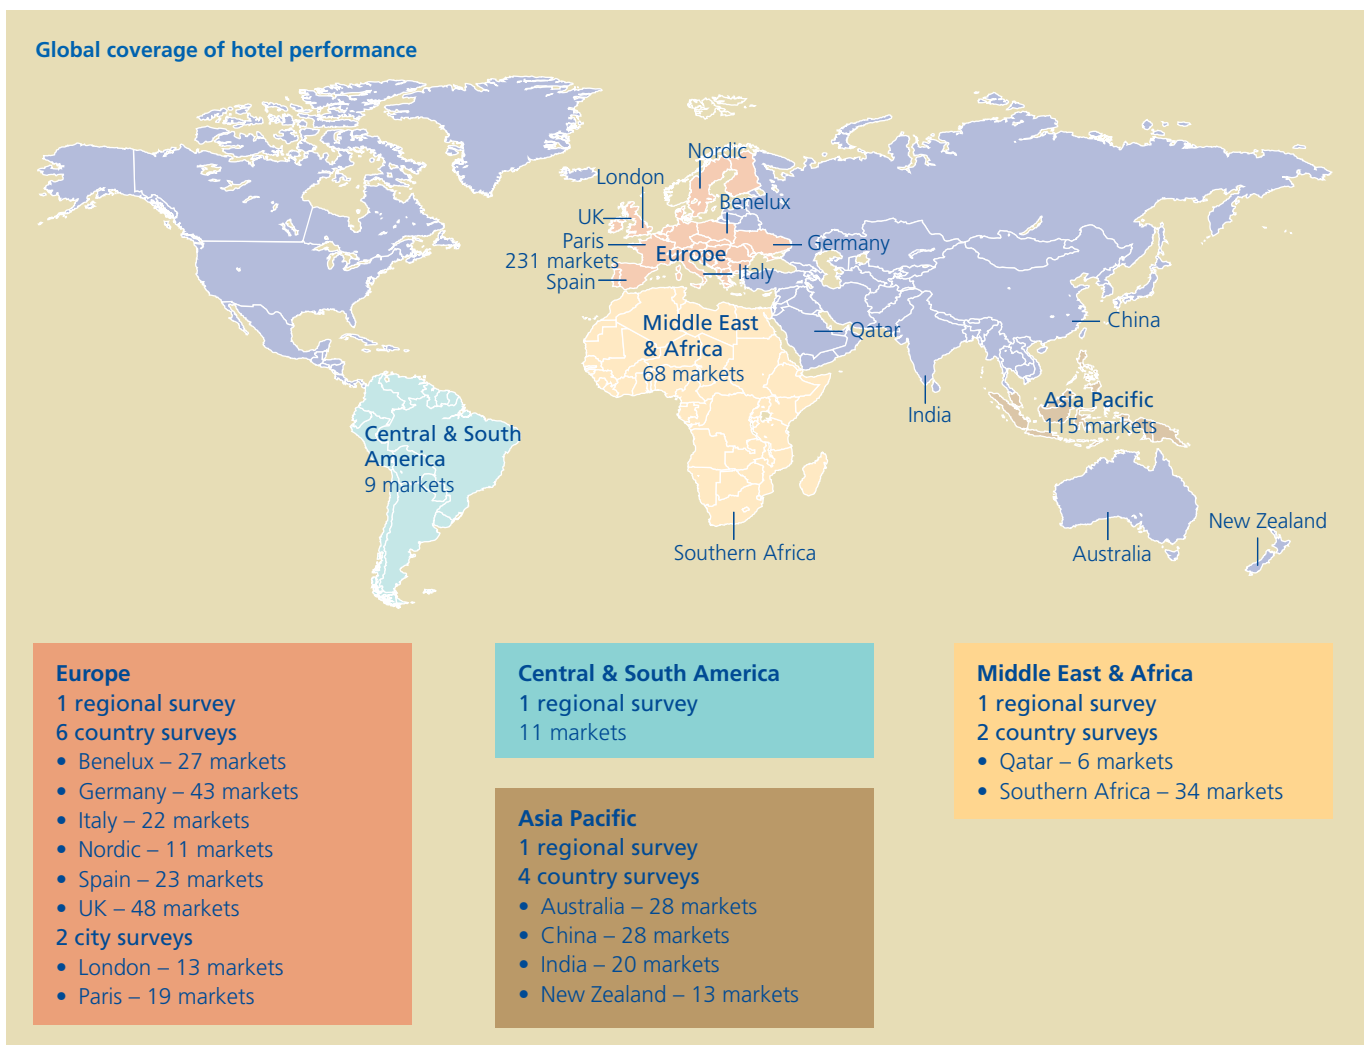 Global coverage of hotel performance
Nordic
London
Benelux
UK
Paris
Germany
231 markets
Europe
Italy
Spain
Middle East
& Africa
68 markets
Qatar
China
India
Asia Pacific
115 markets
Central & South
America
9 markets
Southern Africa
Australia
New Zealand
Europe
1 regional survey
6 country surveys
• Benelux – 27 markets
• Germany – 43 markets
• Italy – 22 markets
• Nordic – 11 markets
• Spain – 23 markets
• UK – 48 markets
2 city surveys
• London – 13 markets
• Paris – 19 markets
Central & South America
1 regional survey
11 markets
Asia Pacific
1 regional survey
4 country surveys
• Australia – 28 markets
• China – 28 markets
• India – 20 markets
• New Zealand – 13 markets
Middle East & Africa
1 regional survey
2 country surveys
• Qatar – 6 markets
• Southern Africa – 34 markets